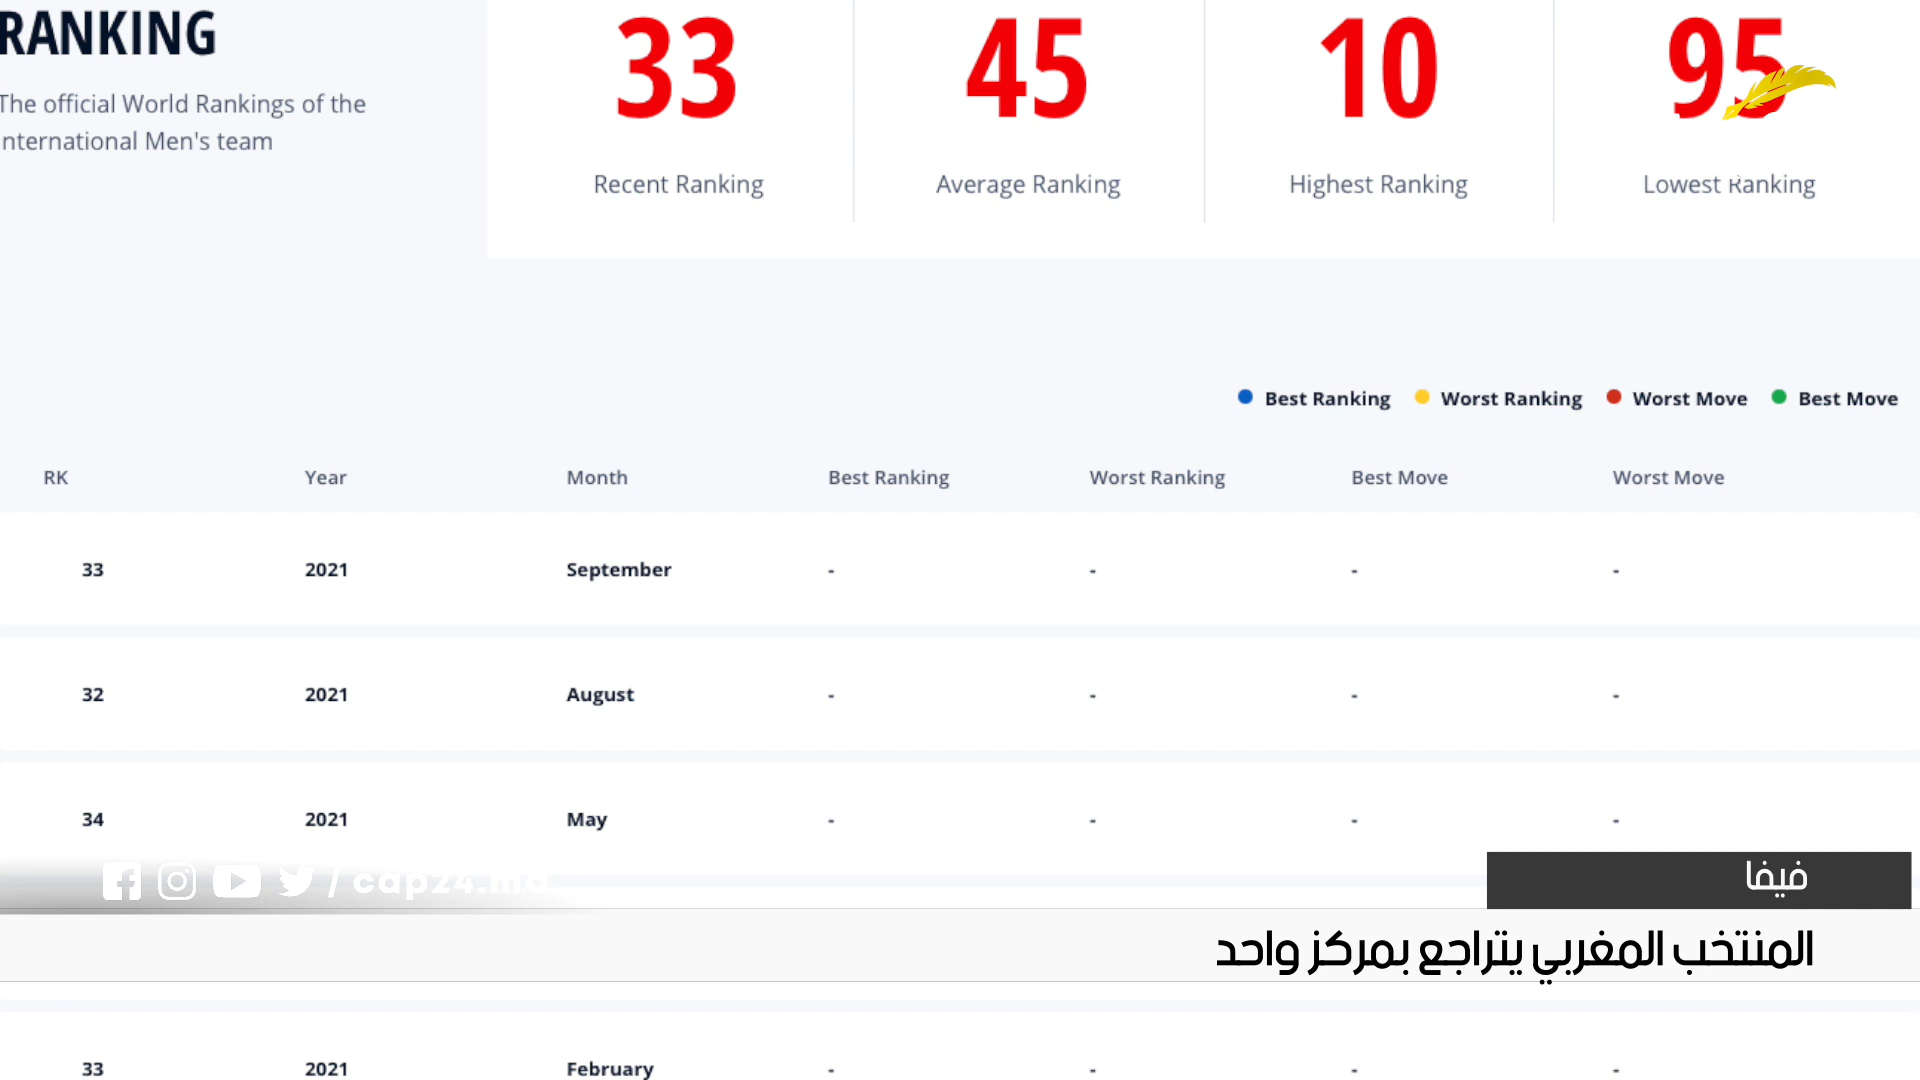 RANKING
The official World Rankings of the
International Men's team
33
45
10
95
Recent Ranking
Average Ranking
Highest Ranking
Lowest Ranking
Best Ranking
Worst Ranking
Worst Move
Best Move
RK Year Month Best Ranking Worst Ranking Best Move Worst Move
33 2021 September - - - -
32 2021 August - - - -
34 2021 May - - - -
/ cap24.ma
فيفا
المنتخب المغربي يتراجع بمركز واحد
33 2021 February - - - -